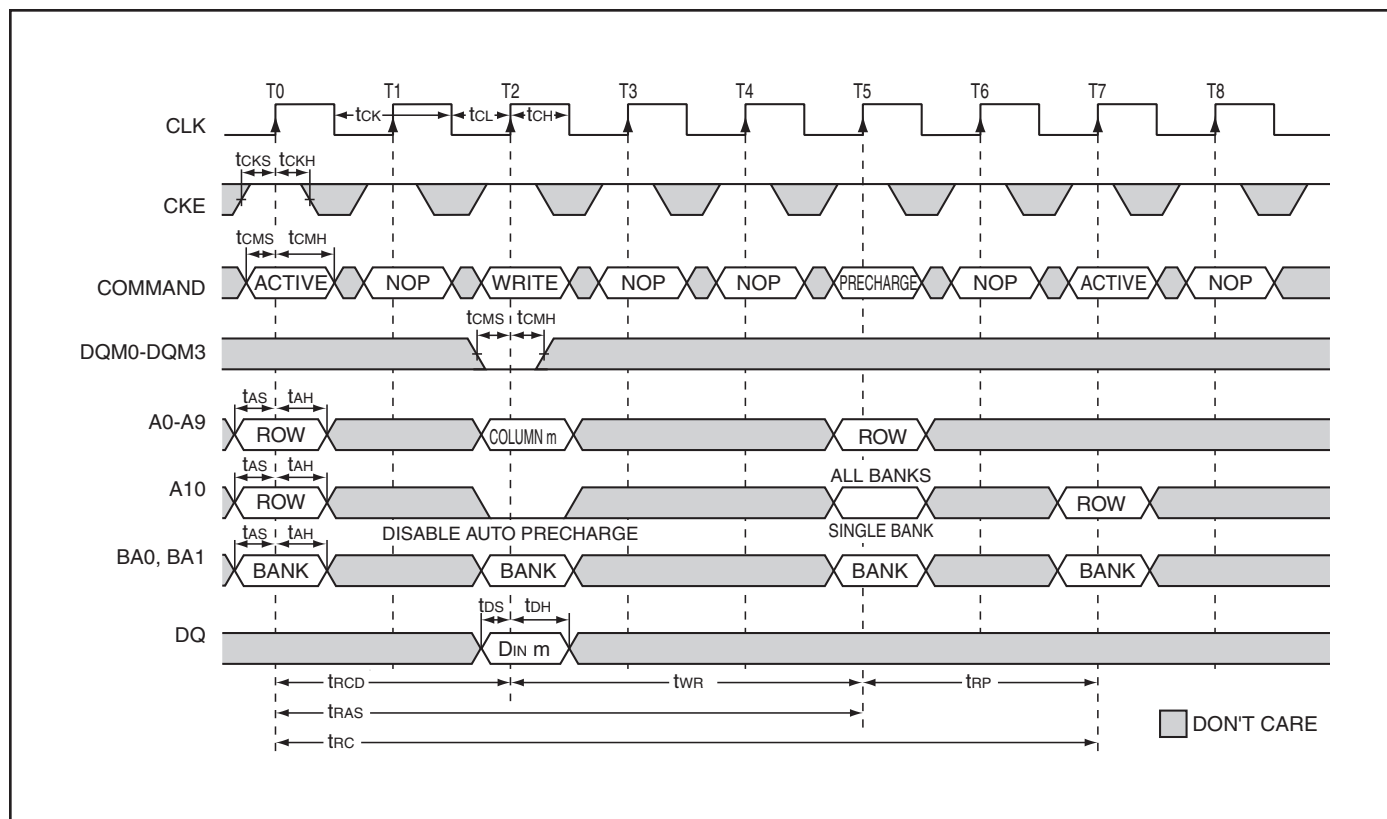 T0 T1 T2 T3 T4 T5 T6 T7 T8
tCK tCL tCH
CLK
tCKS tCKH
CKE
tCMS tCMH
COMMAND ACTIVE NOP WRITE NOP NOP PRECHARGE NOP ACTIVE NOP
tCMS tCMH
DQM0-DQM3
tAS tAH
A0-A9 ROW COLUMN m ROW
tAS tAH ALL BANKS
A10 ROW ROW
DISABLE AUTO PRECHARGE SINGLE BANK
tAS tAH
BA0, BA1 BANK BANK BANK BANK
tDS tDH
DQ DIN m
tRCD tWR tRP
tRAS
DON'T CARE
tRC